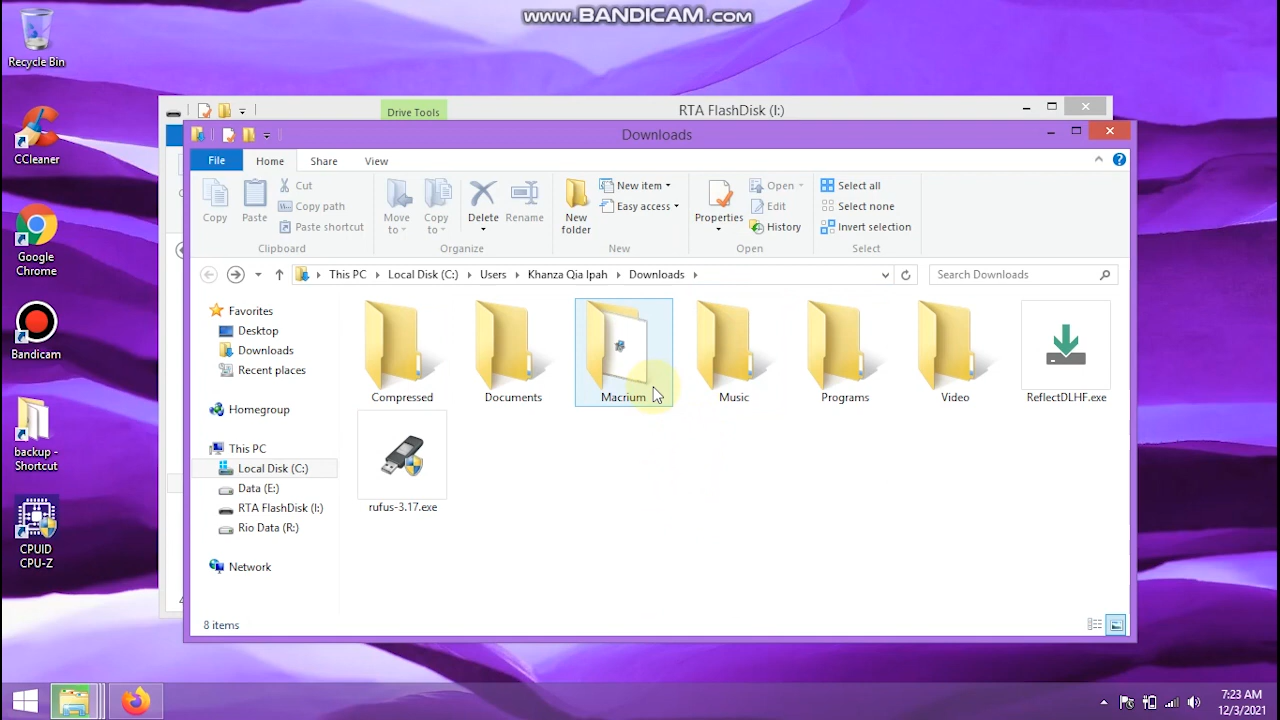 www.BANDICAM.com
Recycle Bin
CCleaner
Google
Chrome
Bandicam
backup -
Shortcut
CPUID
CPU-Z
Drive Tools
RTA FlashDisk (I:)
Downloads
File
Home
Share
View
Copy
Paste
Cut
Copy path
Paste shortcut
Clipboard
Move
to
Copy
to
Delete
Rename
Organize
New
folder
New item
Easy access
New
Properties
Open
Edit
History
Open
Select all
Select none
Invert selection
Select
This PC
Local Disk (C:)
Users
Khanza Qia Ipah
Downloads
Search Downloads
Favorites
Desktop
Downloads
Recent places
Homegroup
This PC
Local Disk (C:)
Data (E:)
RTA FlashDisk (I:)
Rio Data (R:)
Network
Compressed
Documents
Macrium
Music
Programs
Video
ReflectDLHF.exe
rufus-3.17.exe
8 items
7:23 AM
12/3/2021